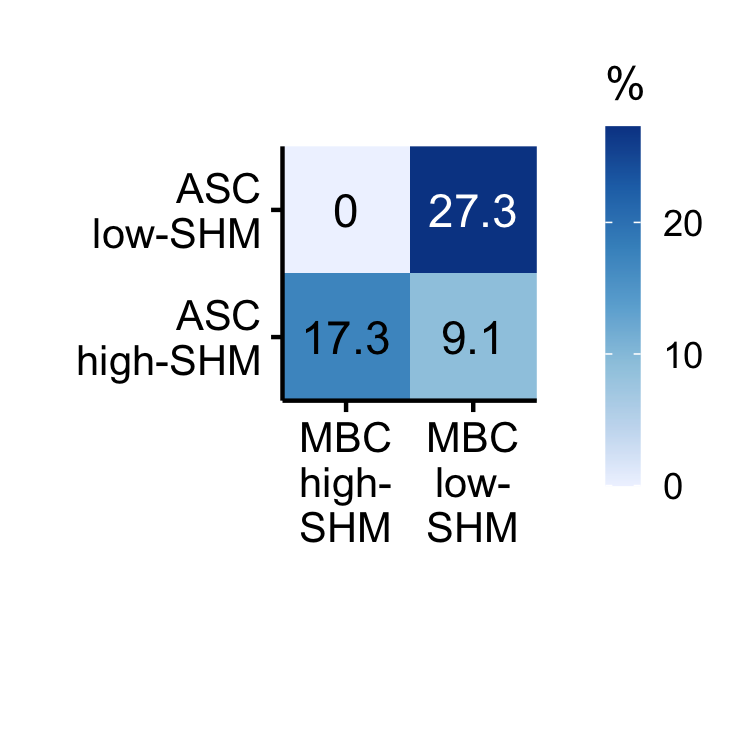 %
ASC
low-SHM
0
27.3
20
ASC
high-SHM
17.3
9.1
10
0
MBC
high-
SHM
MBC
low-
SHM